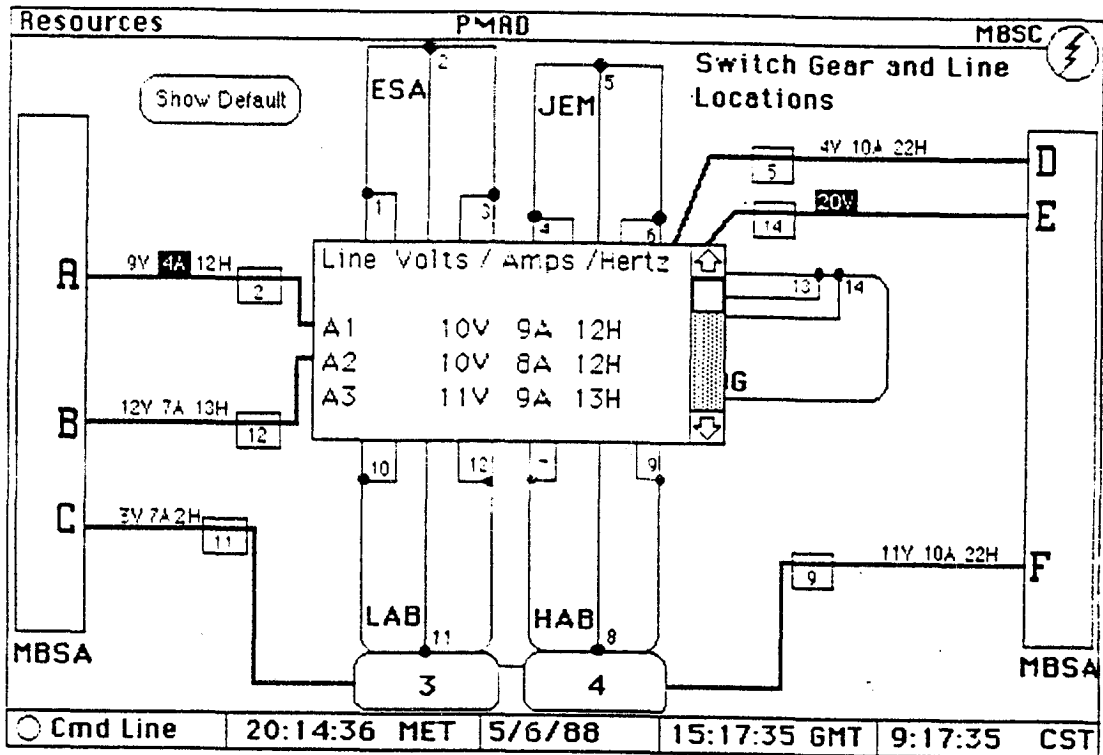 Resources PMAD MBSC
Switch Gear and Line
Locations
Show Default
ESA
2
JEM
5
1
3
4
6
4V 10A 22H
5
D
20V
14
E
A
9V 4A 12H
2
B
12V 7A 13H
12
C
3V 7A 2H
11
Line Volts / Amps /Hertz
A1 10V 9A 12H
A2 10V 8A 12H
A3 11V 9A 13H
13 14
10
12
9
LAB
11
HAB
8
11V 10A 22H
9
F
MBSA
MBSA
3
4
Cmd Line 20:14:36 MET 5/6/88 15:17:35 GMT 9:17:35 CST